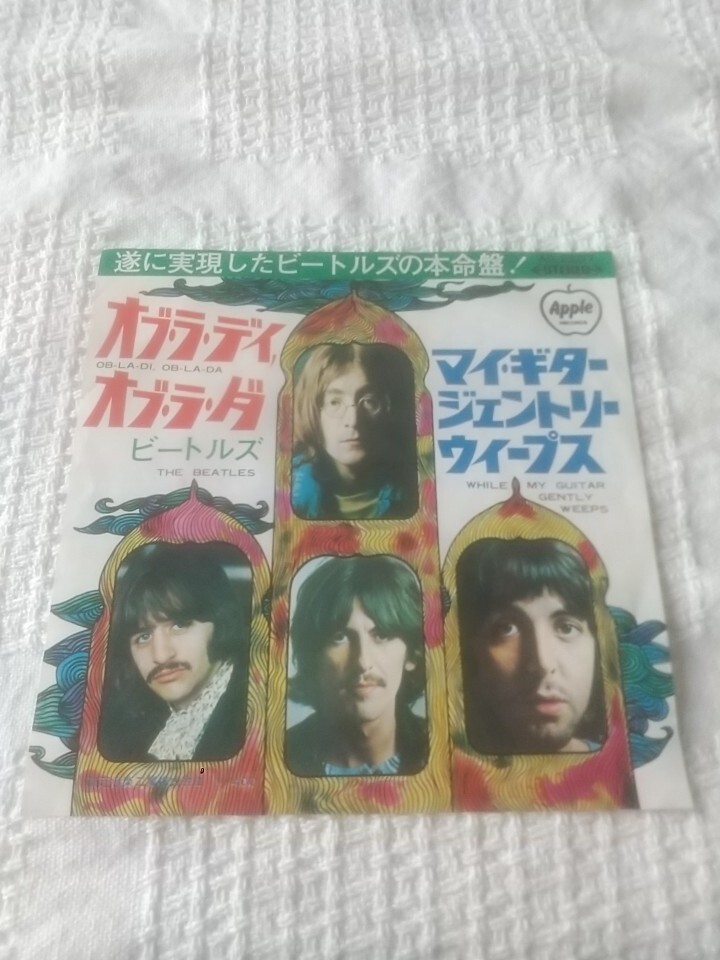 遂に実現したビートルズの本命盤!
STEREO
オブ・ラ・ディ,
OB-LA-DI, OB-LA-DA
オブ・ラ・ダ
ビートルズ
THE BEATLES
Apple
マイ・ギター
ジェントリー
ウィープス
WHILE MY GUITAR
GENTLY
WEEPS